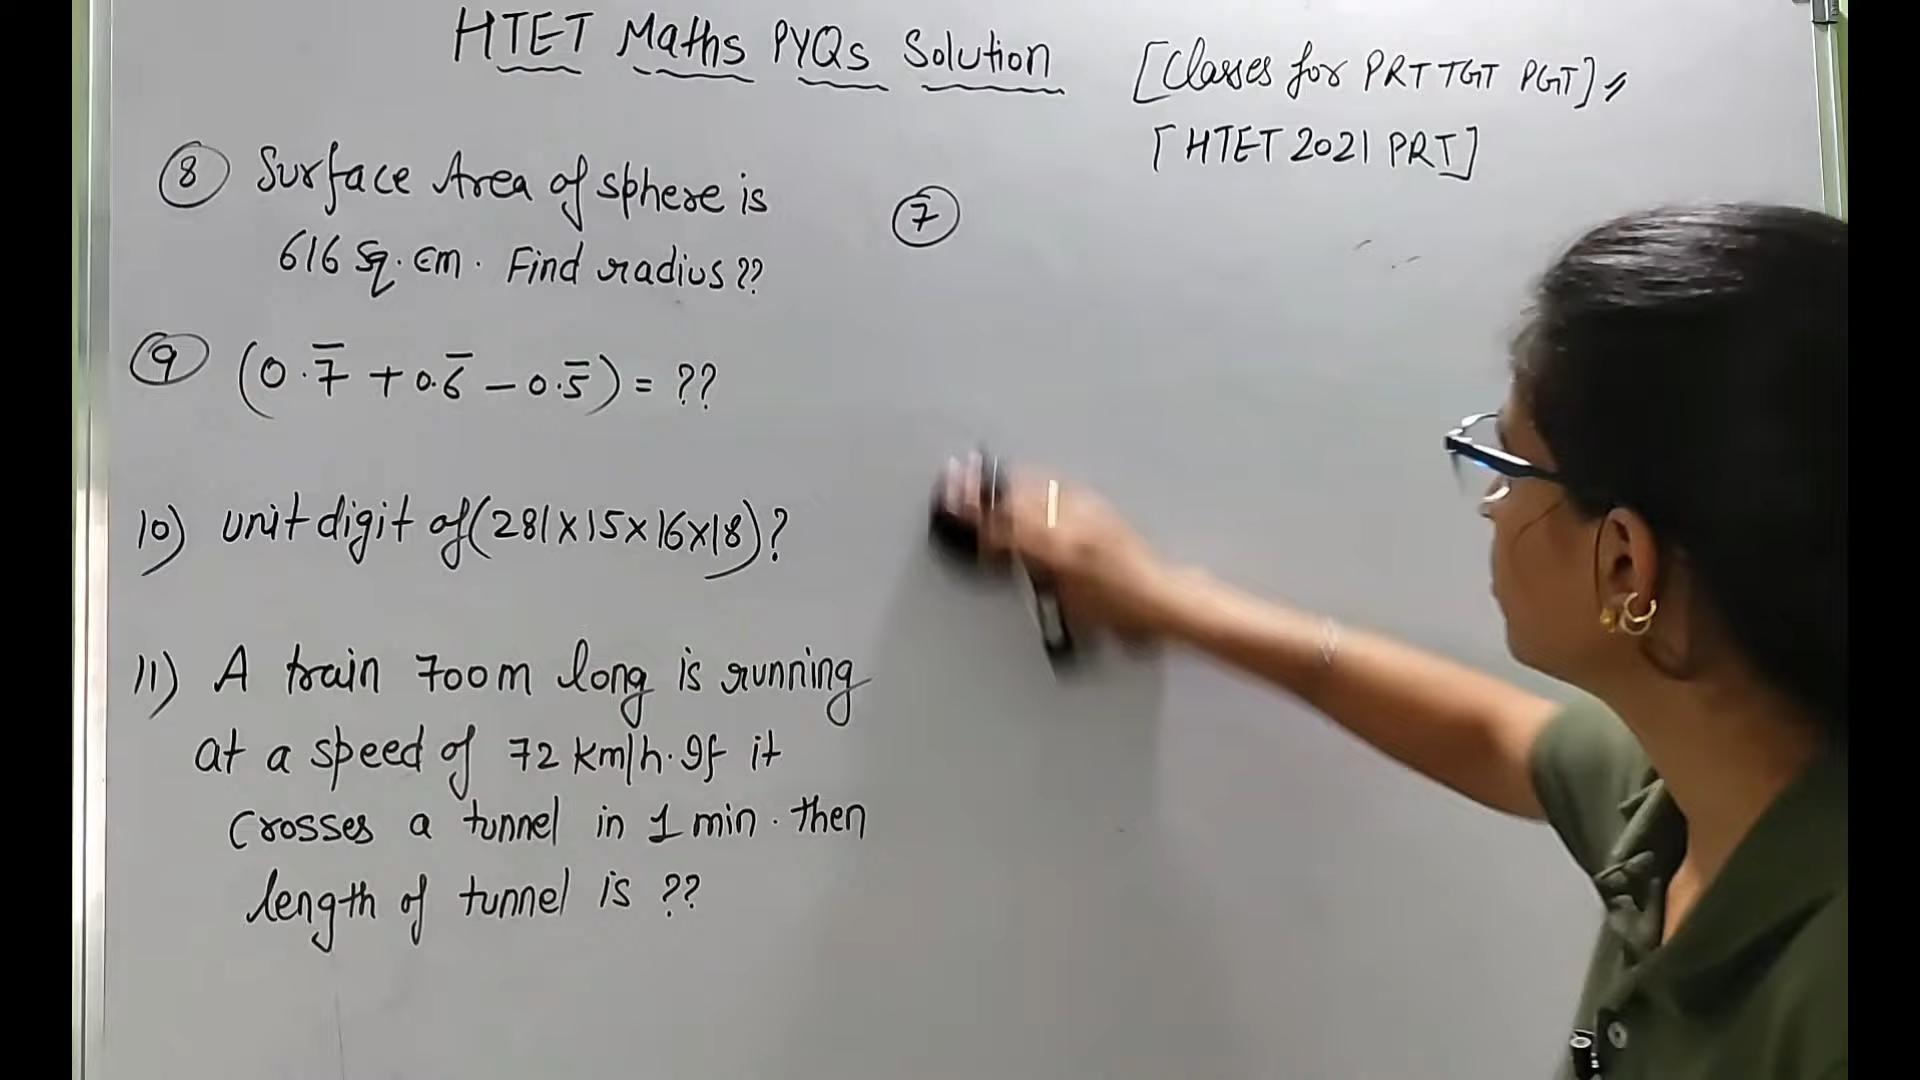 HTET Maths PYQs Solution
[Classes for PRT TGT PGT]
[HTET 2021 PRT]
8 Surface Area of sphere is
616 sq. cm. Find radius ??
9 (0.7̅ + 0.6̅ - 0.5̅) = ??
10) unit digit of (281×15×16×18)?
11) A train 700m long is running
at a speed of 72 km/h. If it
crosses a tunnel in 1 min. then
length of tunnel is ??
7